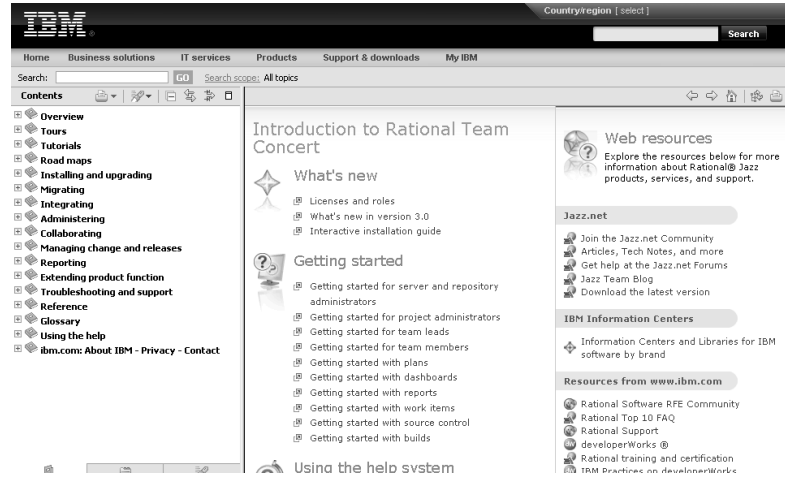 Country/region [ select ]
IBM®
Search
Home Business solutions IT services Products Support & downloads My IBM
Search: GO Search scope: All topics
Contents
Overview
Tours
Tutorials
Road maps
Installing and upgrading
Migrating
Integrating
Administering
Collaborating
Managing change and releases
Reporting
Extending product function
Troubleshooting and support
Reference
Glossary
Using the help
ibm.com: About IBM - Privacy - Contact
Introduction to Rational Team
Concert
What's new
Licenses and roles
What's new in version 3.0
Interactive installation guide
Getting started
Getting started for server and repository
administrators
Getting started for project administrators
Getting started for team leads
Getting started for team members
Getting started with plans
Getting started with dashboards
Getting started with reports
Getting started with work items
Getting started with source control
Getting started with builds
Using the help system
Web resources
Explore the resources below for more
information about Rational® Jazz
products, services, and support.
Jazz.net
Join the Jazz.net Community
Articles, Tech Notes, and more
Get help at the Jazz.net Forums
Jazz Team Blog
Download the latest version
IBM Information Centers
Information Centers and Libraries for IBM
software by brand
Resources from www.ibm.com
Rational Software RFE Community
Rational Top 10 FAQ
Rational Support
developerWorks ®
Rational training and certification
IBM Practices on developerWorks